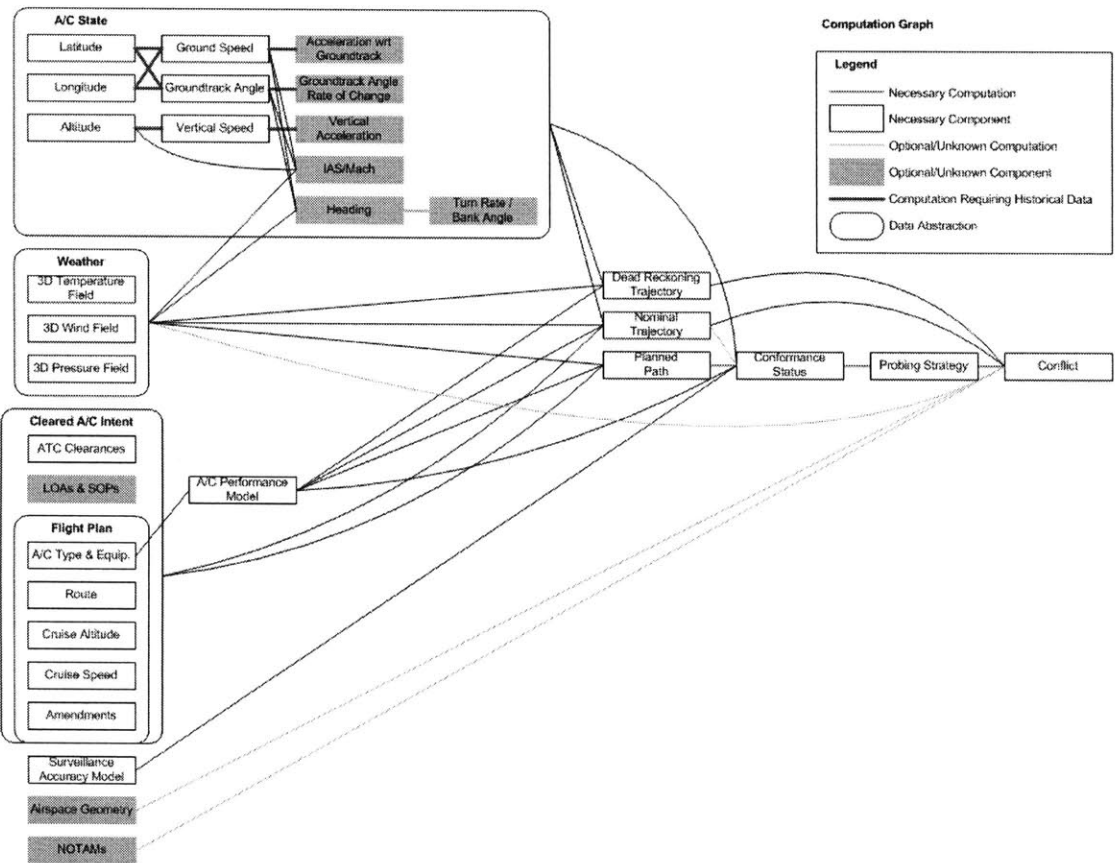 A/C State
Latitude
Longitude
Altitude
Ground Speed
Groundtrack Angle
Vertical Speed
Acceleration wrt
Groundtrack
Groundtrack Angle
Rate of Change
Vertical
Acceleration
IAS/Mach
Heading
Turn Rate /
Bank Angle
Computation Graph
Legend
Necessary Computation
Necessary Component
Optional/Unknown Computation
Optional/Unknown Component
Computation Requiring Historical Data
Data Abstraction
Weather
3D Temperature
Field
3D Wind Field
3D Pressure Field
Dead Reckoning
Trajectory
Nominal
Trajectory
Planned
Path
Conformance
Status
Probing Strategy
Conflict
Cleared A/C Intent
ATC Clearances
LOAs & SOPs
A/C Performance
Model
Flight Plan
A/C Type & Equip.
Route
Cruise Altitude
Cruise Speed
Amendments
Surveillance
Accuracy Model
Airspace Geometry
NOTAMs